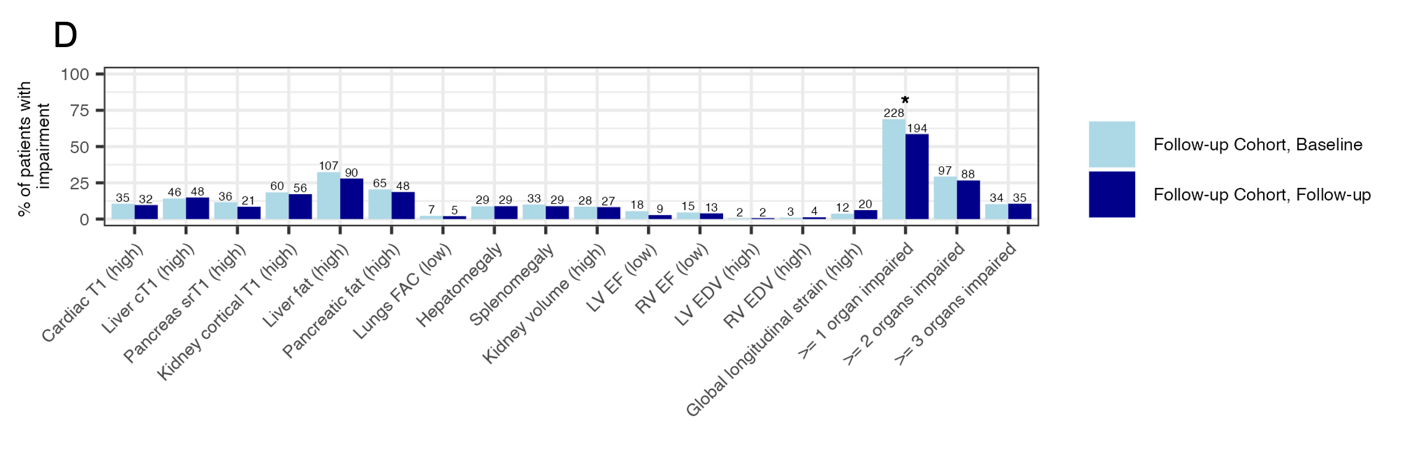 D
% of patients with
impairment
100
75
50
25
0
35 32 46 48 36 21 60 56 107 90 65 48 7 5 29 29 33 29 28 27 18 9 15 13 2 2 3 4 12 20 228 194 97 88 34 35
*
Cardiac T1 (high)
Liver cT1 (high)
Pancreas srT1 (high)
Kidney cortical T1 (high)
Liver fat (high)
Pancreatic fat (high)
Lungs FAC (low)
Hepatomegaly
Splenomegaly
Kidney volume (high)
LV EF (low)
RV EF (low)
LV EDV (high)
RV EDV (high)
Global longitudinal strain (high)
>= 1 organ impaired
>= 2 organs impaired
>= 3 organs impaired
Follow-up Cohort, Baseline
Follow-up Cohort, Follow-up